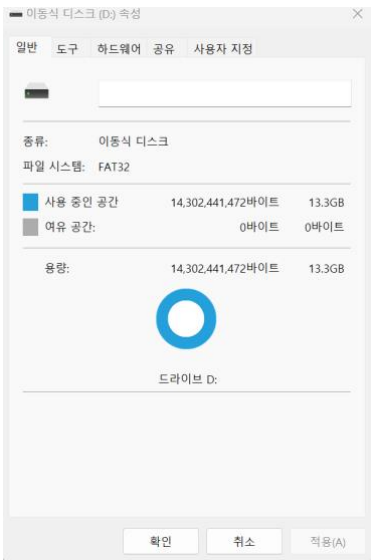 이동식 디스크 (D:) 속성
일반 도구 하드웨어 공유 사용자 지정
종류: 이동식 디스크
파일 시스템: FAT32
사용 중인 공간 14,302,441,472바이트 13.3GB
여유 공간: 0바이트 0바이트
용량: 14,302,441,472바이트 13.3GB
드라이브 D:
확인 취소 적용(A)